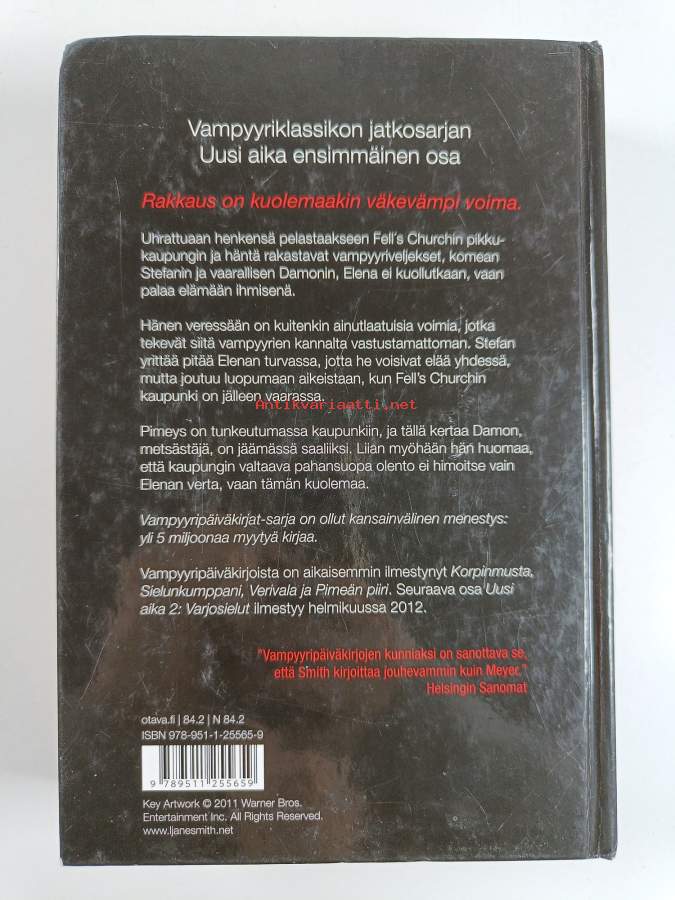 Vampyyriklassikon jatkosarjan
Uusi aika ensimmäinen osa
Rakkaus on kuolemaakin väkevämpi voima.
Uhrattuaan henkensä pelastaakseen Fell's Churchin pikku-
kaupungin ja häntä rakastavat vampyyriveljekset, komean
Stefanin ja vaarallisen Damonin, Elena ei kuollutkaan, vaan
palaa elämään ihmisenä.
Hänen veressään on kuitenkin ainutlaatuisia voimia, jotka
tekevät siitä vampyyrien kannalta vastustamattoman. Stefan
yrittää pitää Elenan turvassa, jotta he voisivat elää yhdessä,
mutta joutuu luopumaan aikeistaan, kun Fell's Churchin
kaupunki on jälleen vaarassa.
Antikvariaatti.net
Pimeys on tunkeutumassa kaupunkiin, ja tällä kertaa Damon,
metsästäjä, on jäämässä saaliiksi. Liian myöhään hän huomaa,
että kaupungin valtaava pahansuopa olento ei himoitse vain
Elenan verta, vaan tämän kuolemaa.
Vampyyripäiväkirjat-sarja on ollut kansainvälinen menestys:
yli 5 miljoonaa myytyä kirjaa.
Vampyyripäiväkirjoista on aikaisemmin ilmestynyt Korpinmusta,
Sielunkumppani, Verivala ja Pimeän piiri. Seuraava osa Uusi
aika 2: Varjosielut ilmestyy helmikuussa 2012.
"Vampyyripäiväkirjojen kunniaksi on sanottava se,
että Smith kirjoittaa jouhevammin kuin Meyer."
Helsingin Sanomat
otava.fi | 84.2 | N 84.2
ISBN 978-951-1-25565-9
9 789511 255659
Key Artwork © 2011 Warner Bros.
Entertainment Inc. All Rights Reserved.
www.ljanesmith.net